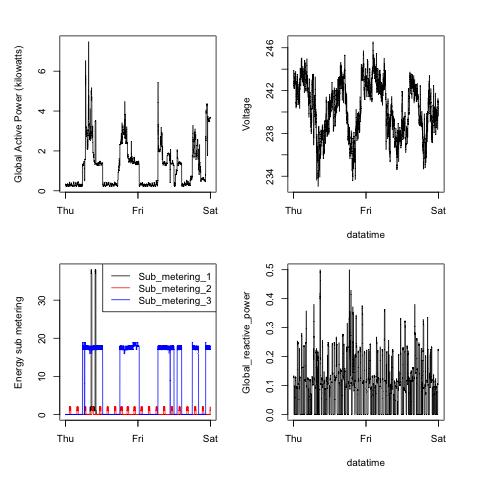 Global Active Power (kilowatts)
6
4
2
0
Thu
Fri
Sat
Voltage
246
242
238
234
Thu
Fri
Sat
datatime
Energy sub metering
30
20
10
0
Sub_metering_1
Sub_metering_2
Sub_metering_3
Thu
Fri
Sat
Global_reactive_power
0.5
0.4
0.3
0.2
0.1
0.0
Thu
Fri
Sat
datatime